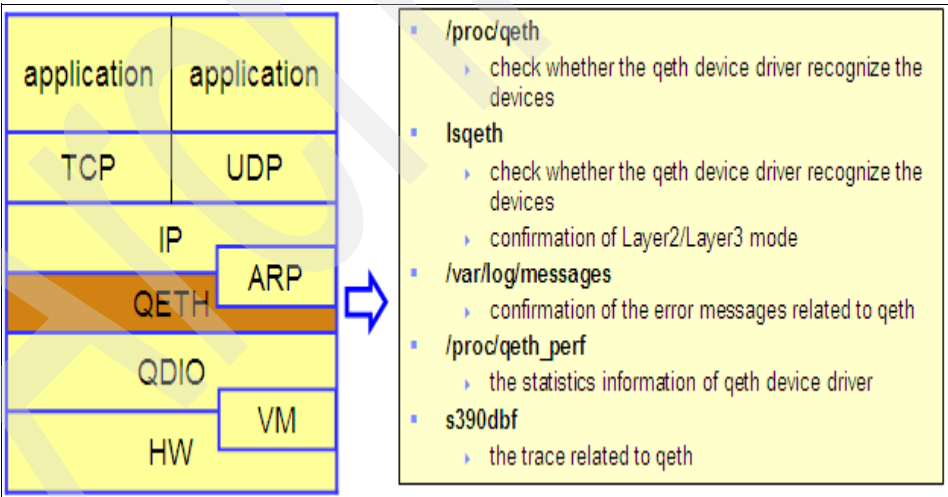 application application
TCP UDP
IP
ARP
QETH
QDIO
VM
HW
/proc/qeth
check whether the qeth device driver recognize the
devices
lsqeth
check whether the qeth device driver recognize the
devices
confirmation of Layer2/Layer3 mode
/var/log/messages
confirmation of the error messages related to qeth
/proc/qeth_perf
the statistics information of qeth device driver
s390dbf
the trace related to qeth